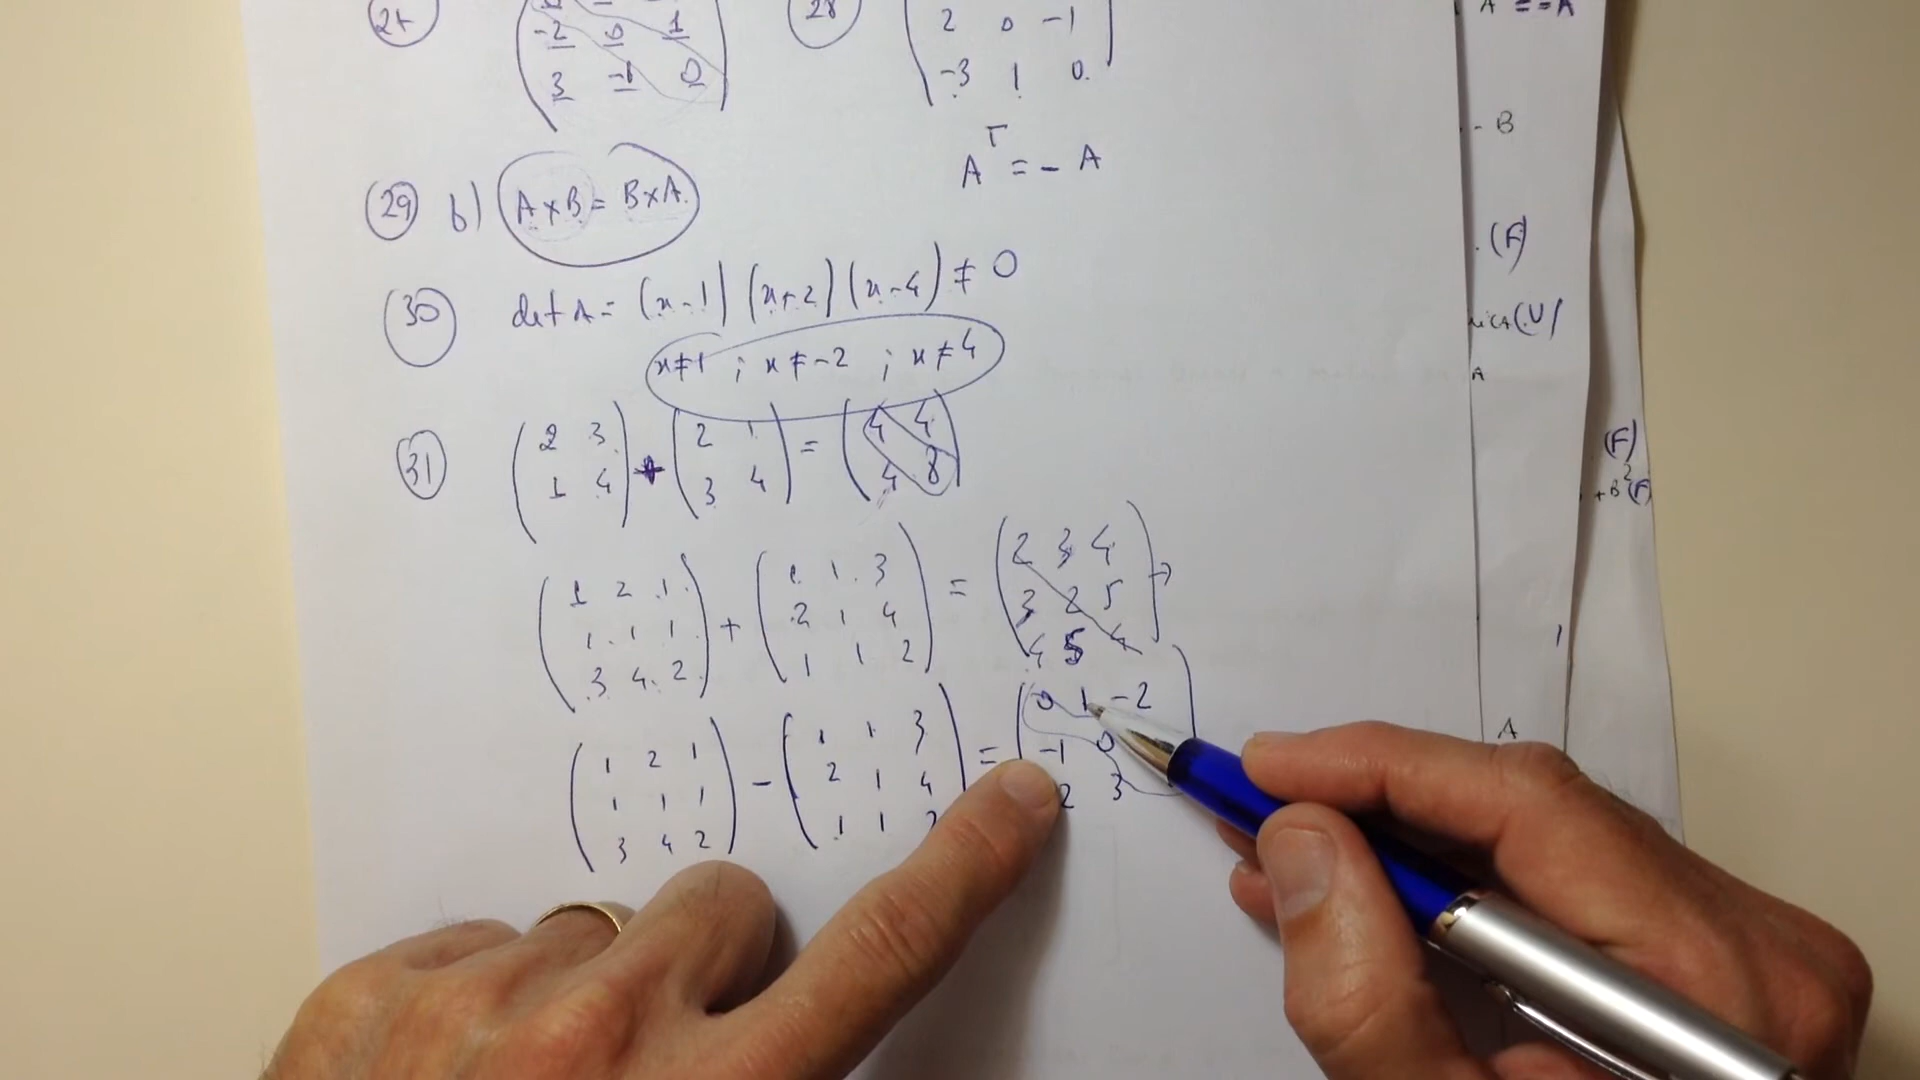 27 -2 0 1 28 2 0 -1
3 -1 0 -3 1 0
Aᵀ = - A
29 b) A×B = B×A
30 det A = (x-1) (x+2) (x-4) ≠ 0
x≠1 ; x≠-2 ; x≠4
31 (2 3) + (2 1) = (4 4)
(1 4) (3 4) (4 8)
(1 2 1) + (1 1 3) = (2 3 4) →
(1 1 1) (2 1 4) (3 2 5)
(3 4 2) (1 1 2) (4 5 4)
(1 2 1) - (1 1 3) = (0 1 -2)
(1 1 1) (2 1 4) (-1 0
(3 4 2) (1 1 2 2 3
A = -A
- B
(F)
A
(F)
+B²(F)
A